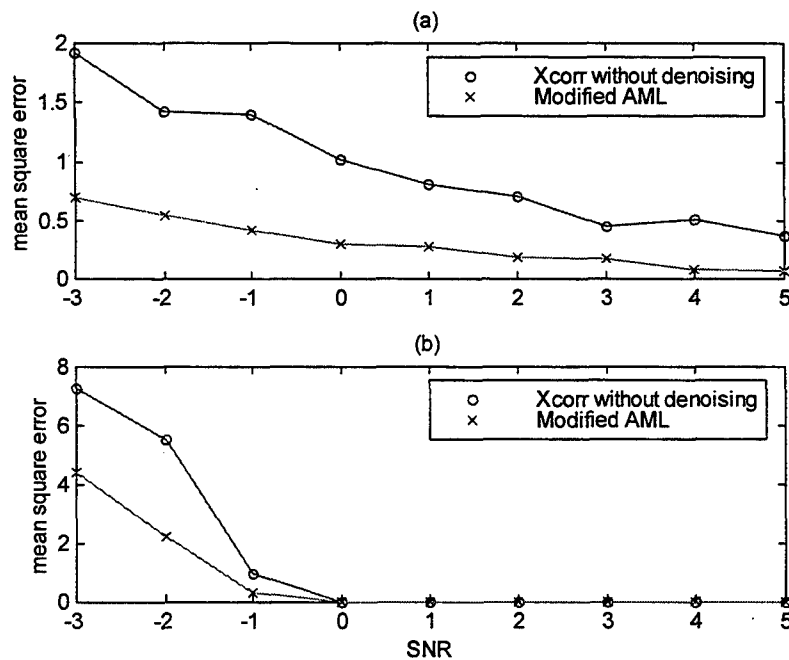 (a)
mean square error
2
1.5
1
0.5
0
Xcorr without denoising
Modified AML
-3 -2 -1 0 1 2 3 4 5
(b)
mean square error
8
6
4
2
0
Xcorr without denoising
Modified AML
-3 -2 -1 0 1 2 3 4 5
SNR